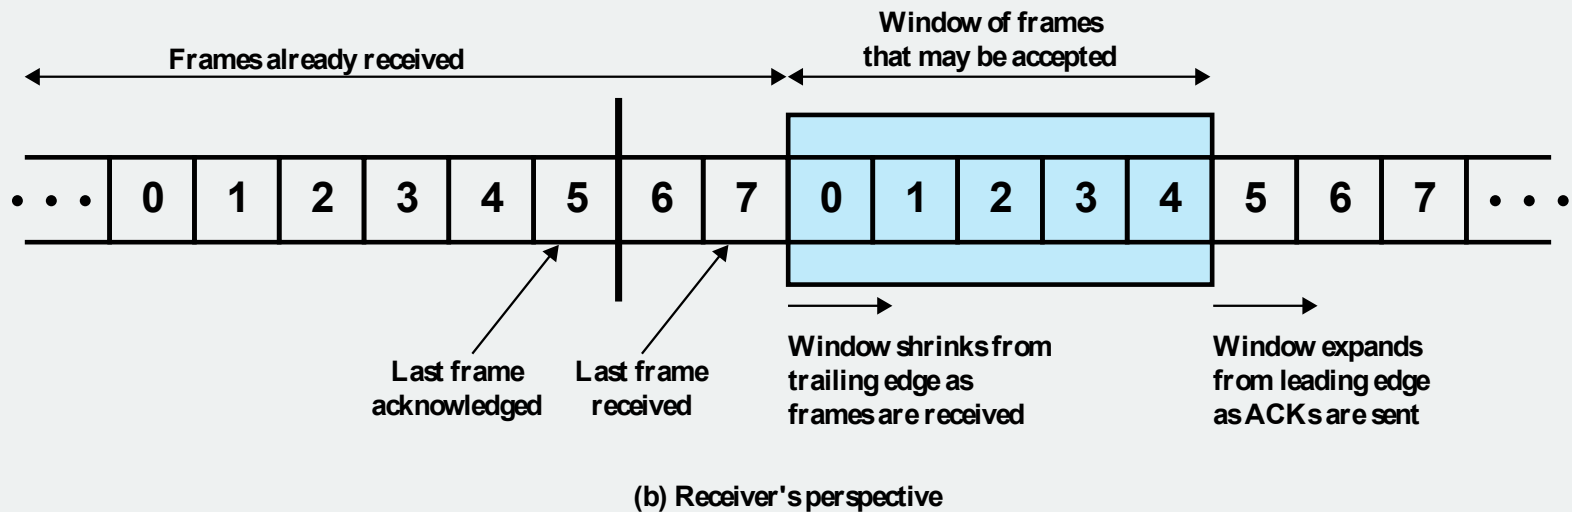 Window of frames
that may be accepted
Frames already received
• • • 0 1 2 3 4 5 6 7 0 1 2 3 4 5 6 7 • • •
Last frame
acknowledged
Last frame
received
Window shrinks from
trailing edge as
frames are received
Window expands
from leading edge
as ACKs are sent
(b) Receiver's perspective